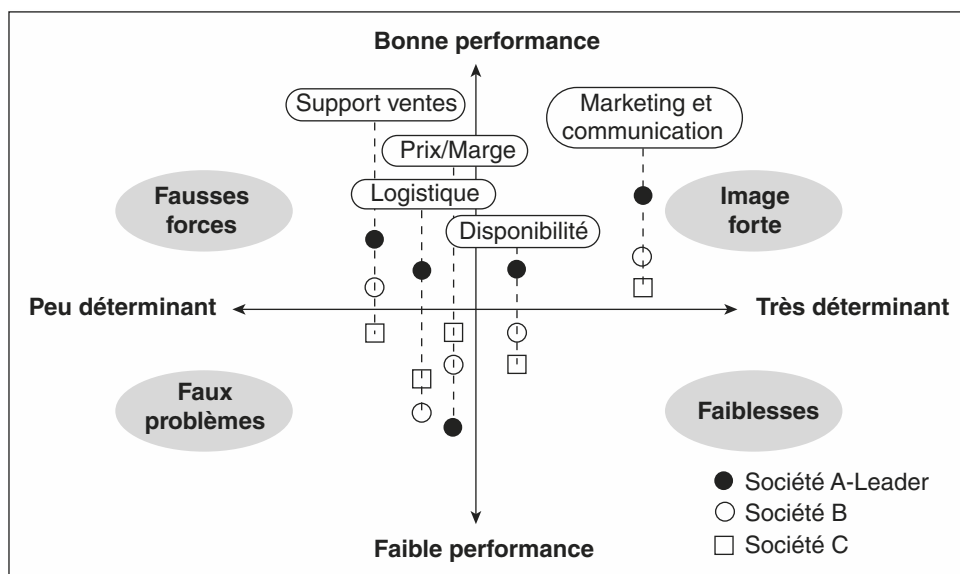 Bonne performance
Support ventes
Marketing et
communication
Prix/Marge
Logistique
Fausses
forces
Image
forte
Disponibilité
Peu déterminant
Très déterminant
Faux
problèmes
Faiblesses
Société A-Leader
Société B
Société C
Faible performance